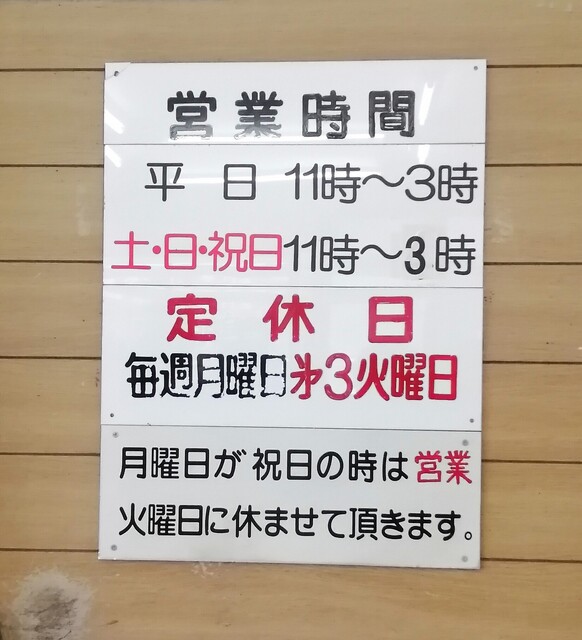 営業時間
平日 11時〜3時
土・日・祝日11時〜3時
定休日
毎週月曜日㐧3火曜日
月曜日が祝日の時は営業
火曜日に休ませて頂きます。